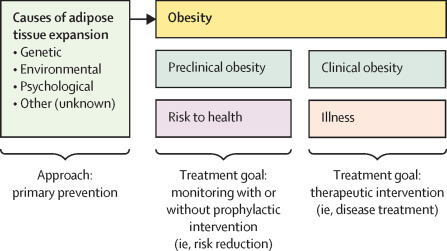 Causes of adipose
tissue expansion
• Genetic
• Environmental
• Psychological
• Other (unknown)
Obesity
Preclinical obesity
Clinical obesity
Risk to health
Illness
Approach:
primary prevention
Treatment goal:
monitoring with or
without prophylactic
intervention
(ie, risk reduction)
Treatment goal:
therapeutic intervention
(ie, disease treatment)